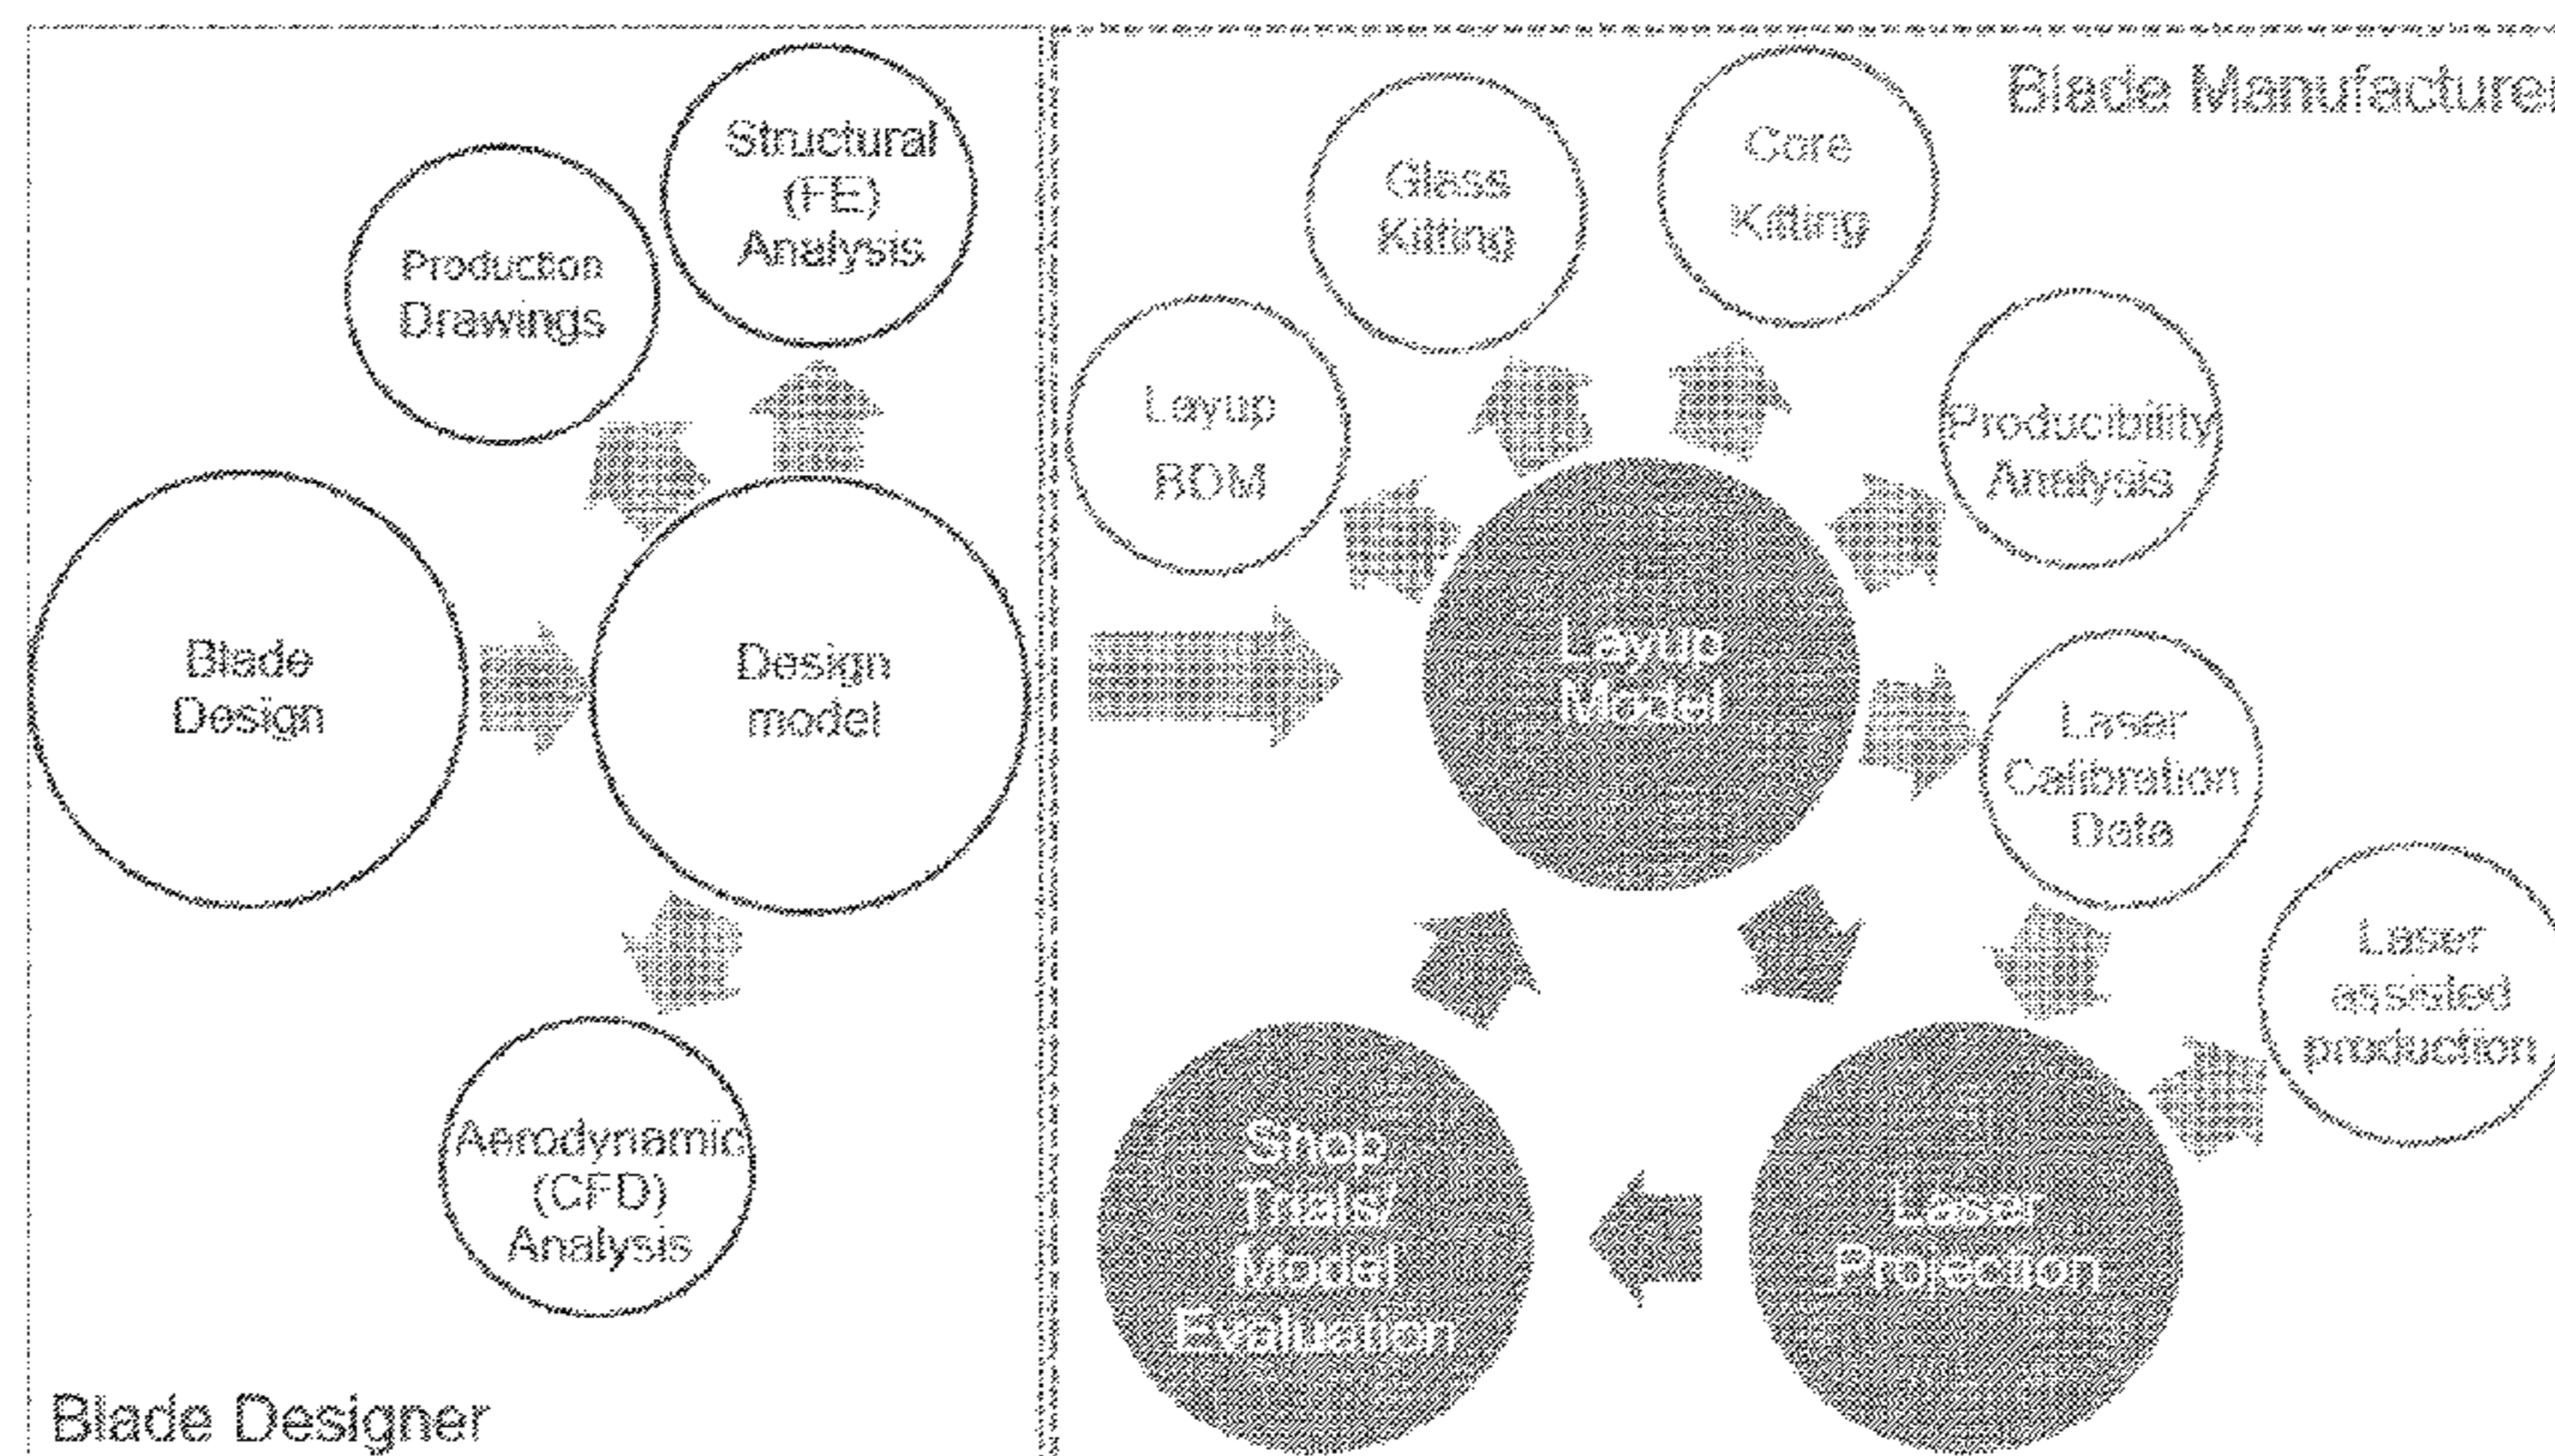 Structural
(FE)
Analysis
Production
Drawings
Blade
Design
Design
model
Aerodynamic
(CFD)
Analysis
Blade Designer
Blade Manufacturer
Glass
Kitting
Core
Kitting
Layup
BOM
Producibility
Analysis
Layup
Model
Laser
Calibration
Data
Laser
assisted
production
Shop
Trials/
Model
Evaluation
Laser
Projection